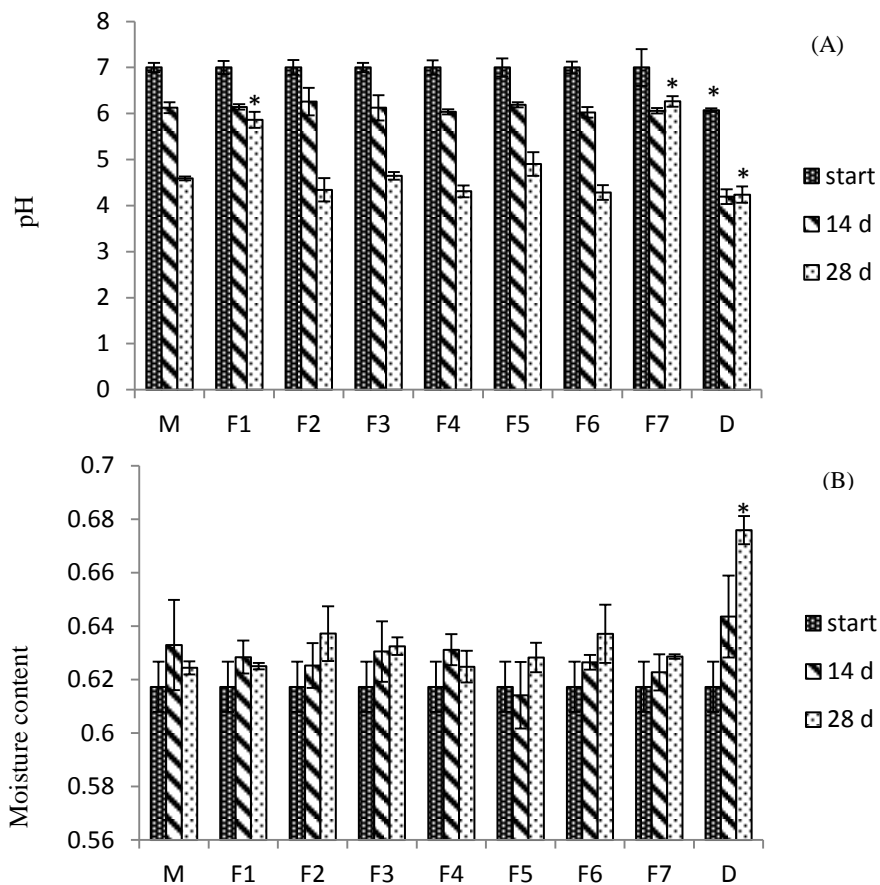 (A)
8
7
6
5
4
3
2
1
0
pH
* * * *
M F1 F2 F3 F4 F5 F6 F7 D
start
14 d
28 d
(B)
0.7
0.68
0.66
0.64
0.62
0.6
0.58
0.56
Moisture content
*
M F1 F2 F3 F4 F5 F6 F7 D
start
14 d
28 d